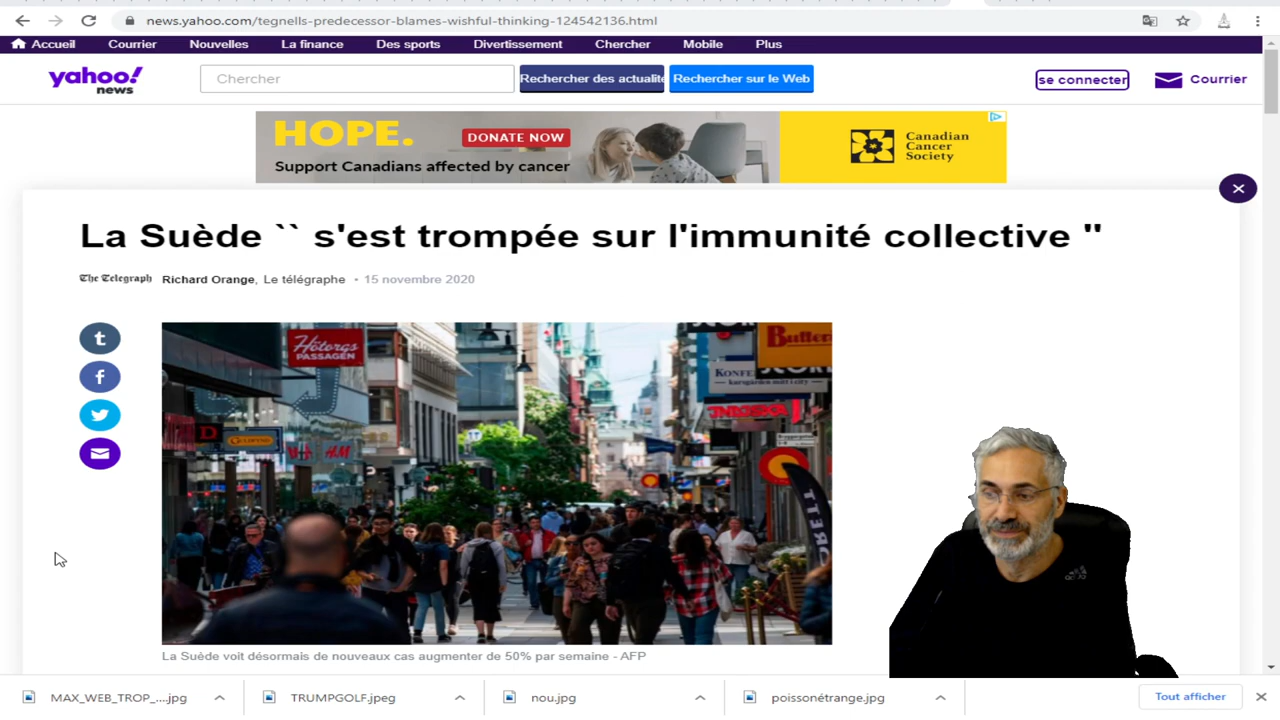 news.yahoo.com/tegnells-predecessor-blames-wishful-thinking-124542136.html
Accueil Courrier Nouvelles La finance Des sports Divertissement Chercher Mobile Plus
yahoo!
news
Chercher
Rechercher des actualité
Rechercher sur le Web
se connecter
Courrier
HOPE.
DONATE NOW
Support Canadians affected by cancer
Canadian
Cancer
Society
La Suède `` s'est trompée sur l'immunité collective ''
The Telegraph Richard Orange, Le télégraphe • 15 novembre 2020
t
f
Hötorgs
PASSAGEN
Buttericks
KONFE
STORE
H&M
La Suède voit désormais de nouveaux cas augmenter de 50% par semaine - AFP
adidas
MAX_WEB_TROP_....jpg
TRUMPGOLF.jpeg
nou.jpg
poissonétrange.jpg
Tout afficher